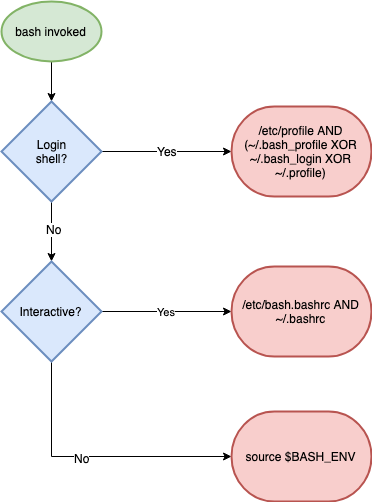 bash invoked
Login
shell?
Yes
/etc/profile AND
(~/.bash_profile XOR
~/.bash_login XOR
~/.profile)
No
Interactive?
Yes
/etc/bash.bashrc AND
~/.bashrc
No
source $BASH_ENV